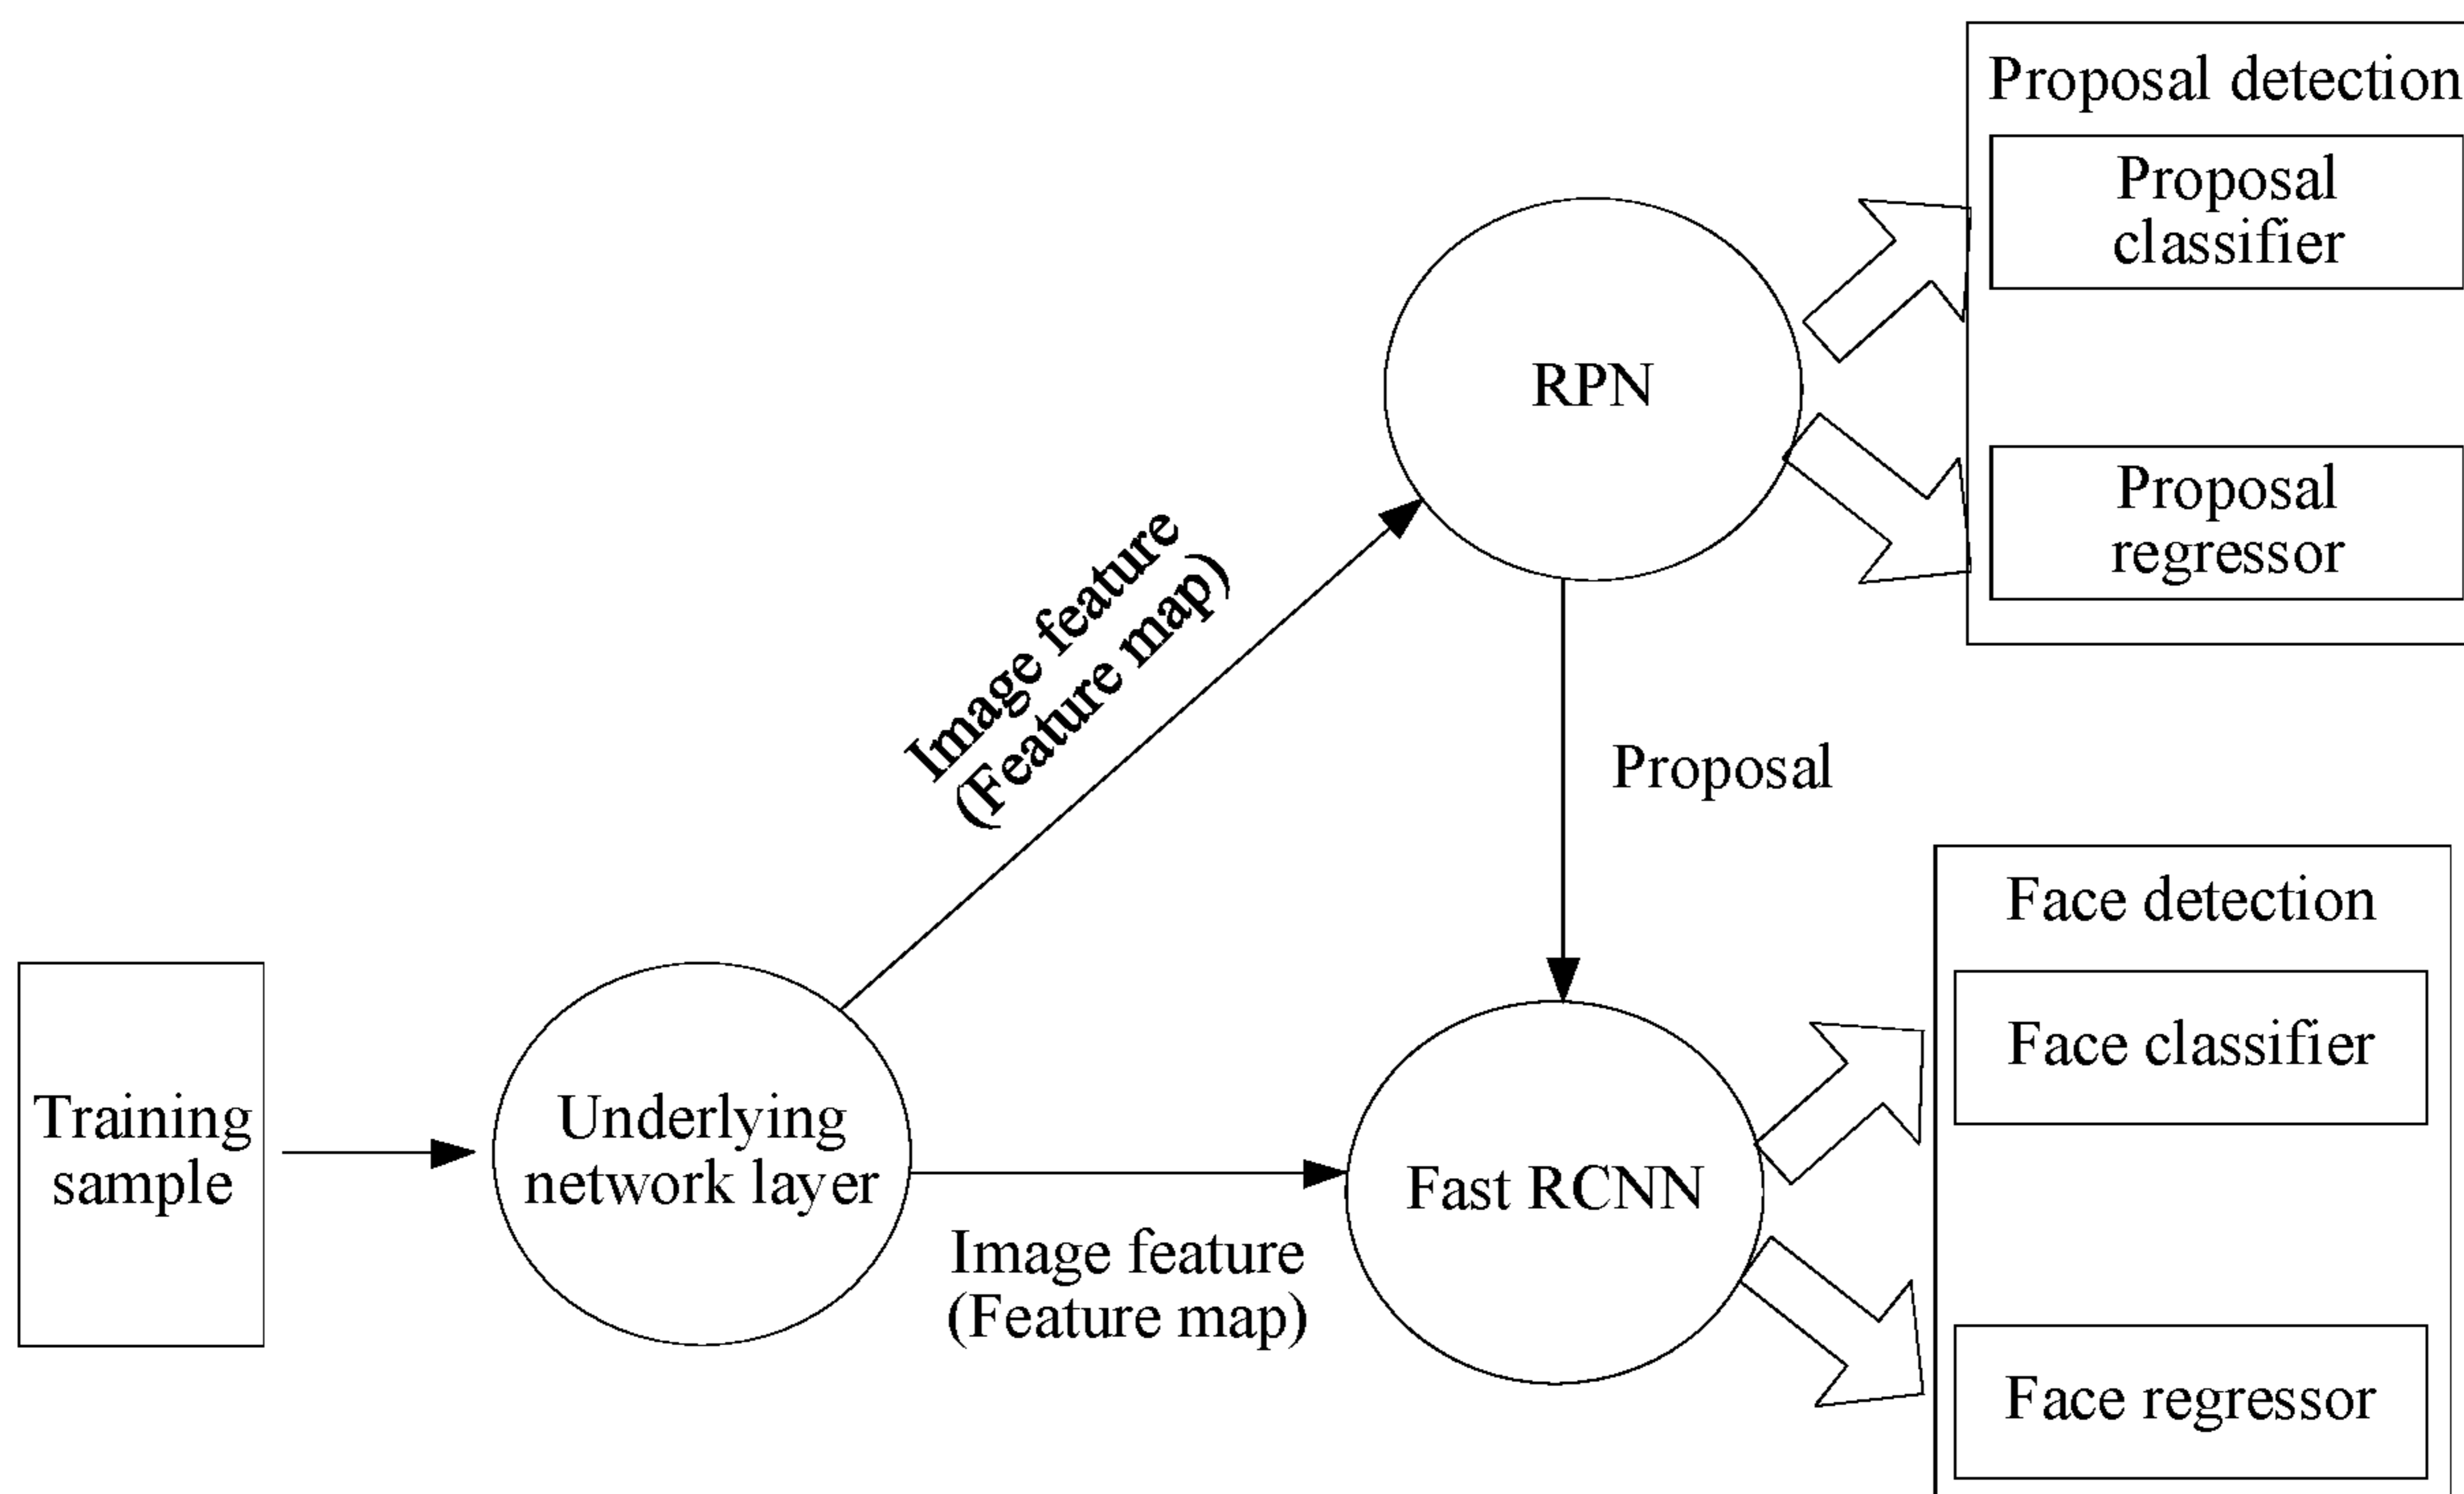 Proposal detection
Proposal
classifier
RPN
Proposal
regressor
Image feature
(Feature map)
Proposal
Face detection
Face classifier
Training
sample
Underlying
network layer
Fast RCNN
Image feature
(Feature map)
Face regressor